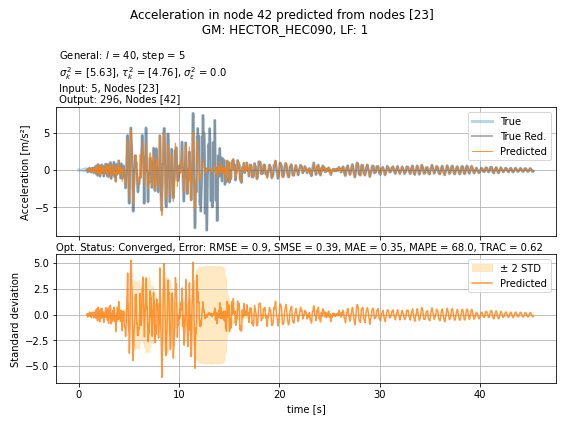 Acceleration in node 42 predicted from nodes [23]
GM: HECTOR_HEC090, LF: 1
General: l = 40, step = 5
σ²ₖ = [5.63], τ²ₖ = [4.76], σ²_ε = 0.0
Input: 5, Nodes [23]
Output: 296, Nodes [42]
Acceleration [m/s²]
5
0
−5
True
True Red.
Predicted
Opt. Status: Converged, Error: RMSE = 0.9, SMSE = 0.39, MAE = 0.35, MAPE = 68.0, TRAC = 0.62
Standard deviation
5.0
2.5
0.0
−2.5
−5.0
± 2 STD
Predicted
0
10
20
30
40
time [s]